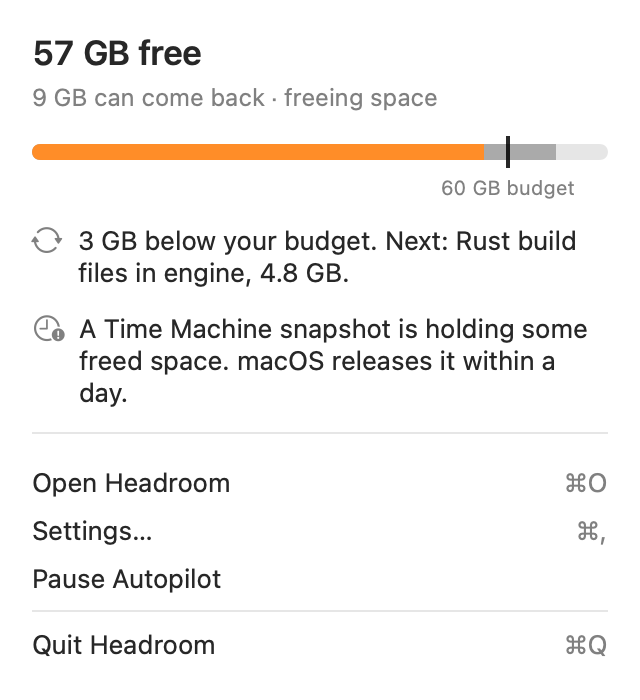 57 GB free
9 GB can come back · freeing space
60 GB budget
3 GB below your budget. Next: Rust build
files in engine, 4.8 GB.
A Time Machine snapshot is holding some
freed space. macOS releases it within a
day.
Open Headroom ⌘O
Settings... ⌘,
Pause Autopilot
Quit Headroom ⌘Q